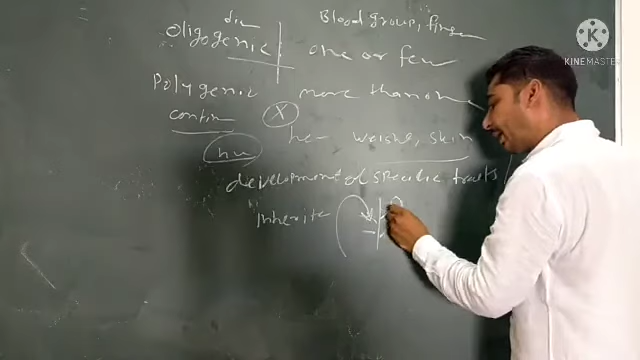 Blood group, finger
Oligogenic one or few
Polygenic more than one
contin X
he- weight, skin
hu
development of specific traits
Inherite
KINEMASTER